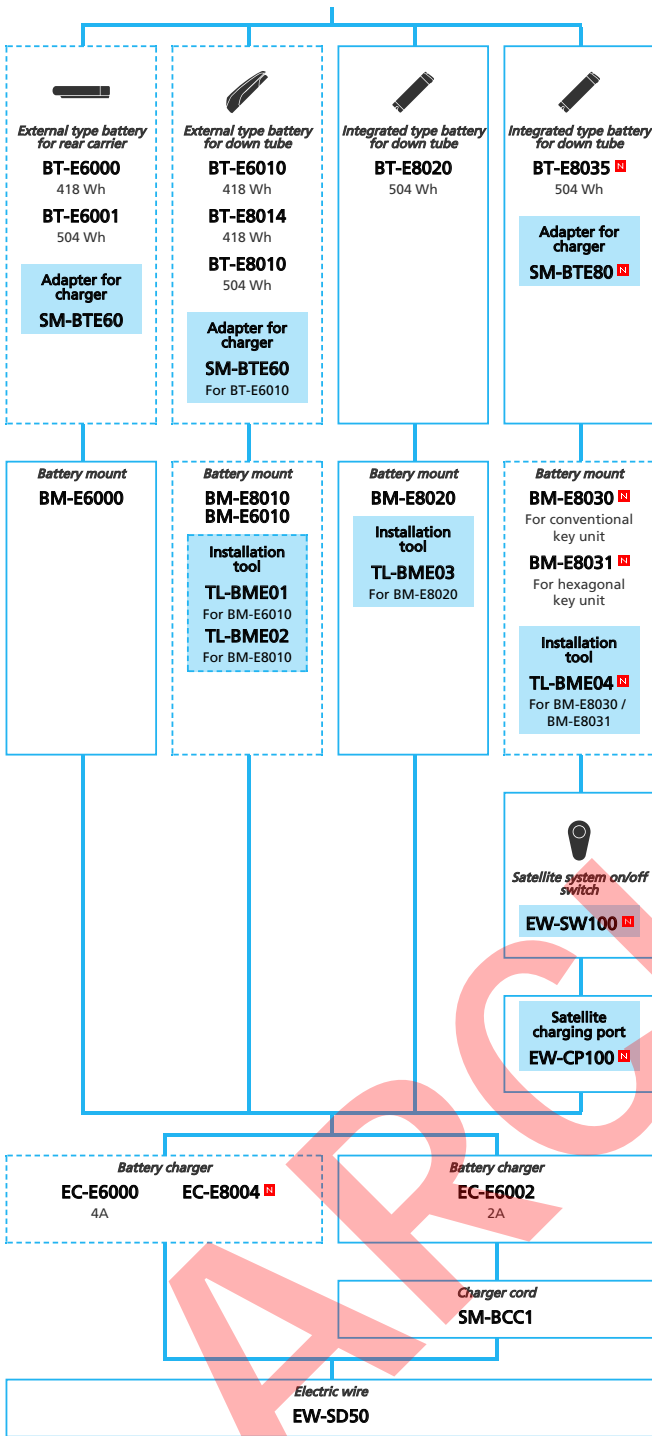 External type battery
for rear carrier
BT-E6000
418 Wh
BT-E6001
504 Wh
Adapter for
charger
SM-BTE60
External type battery
for down tube
BT-E6010
418 Wh
BT-E8014
418 Wh
BT-E8010
504 Wh
Adapter for
charger
SM-BTE60
For BT-E6010
Integrated type battery
for down tube
BT-E8020
504 Wh
Integrated type battery
for down tube
BT-E8035 N
504 Wh
Adapter for
charger
SM-BTE80 N
Battery mount
BM-E6000
Battery mount
BM-E8010
BM-E6010
Installation
tool
TL-BME01
For BM-E6010
TL-BME02
For BM-E8010
Battery mount
BM-E8020
Installation
tool
TL-BME03
For BM-E8020
Battery mount
BM-E8030 N
For conventional
key unit
BM-E8031 N
For hexagonal
key unit
Installation
tool
TL-BME04 N
For BM-E8030 /
BM-E8031
Satellite system on/off
switch
EW-SW100 N
Satellite
charging port
EW-CP100 N
Battery charger
EC-E6000 EC-E8004 N
4A
Battery charger
EC-E6002
2A
Charger cord
SM-BCC1
Electric wire
EW-SD50
ARC